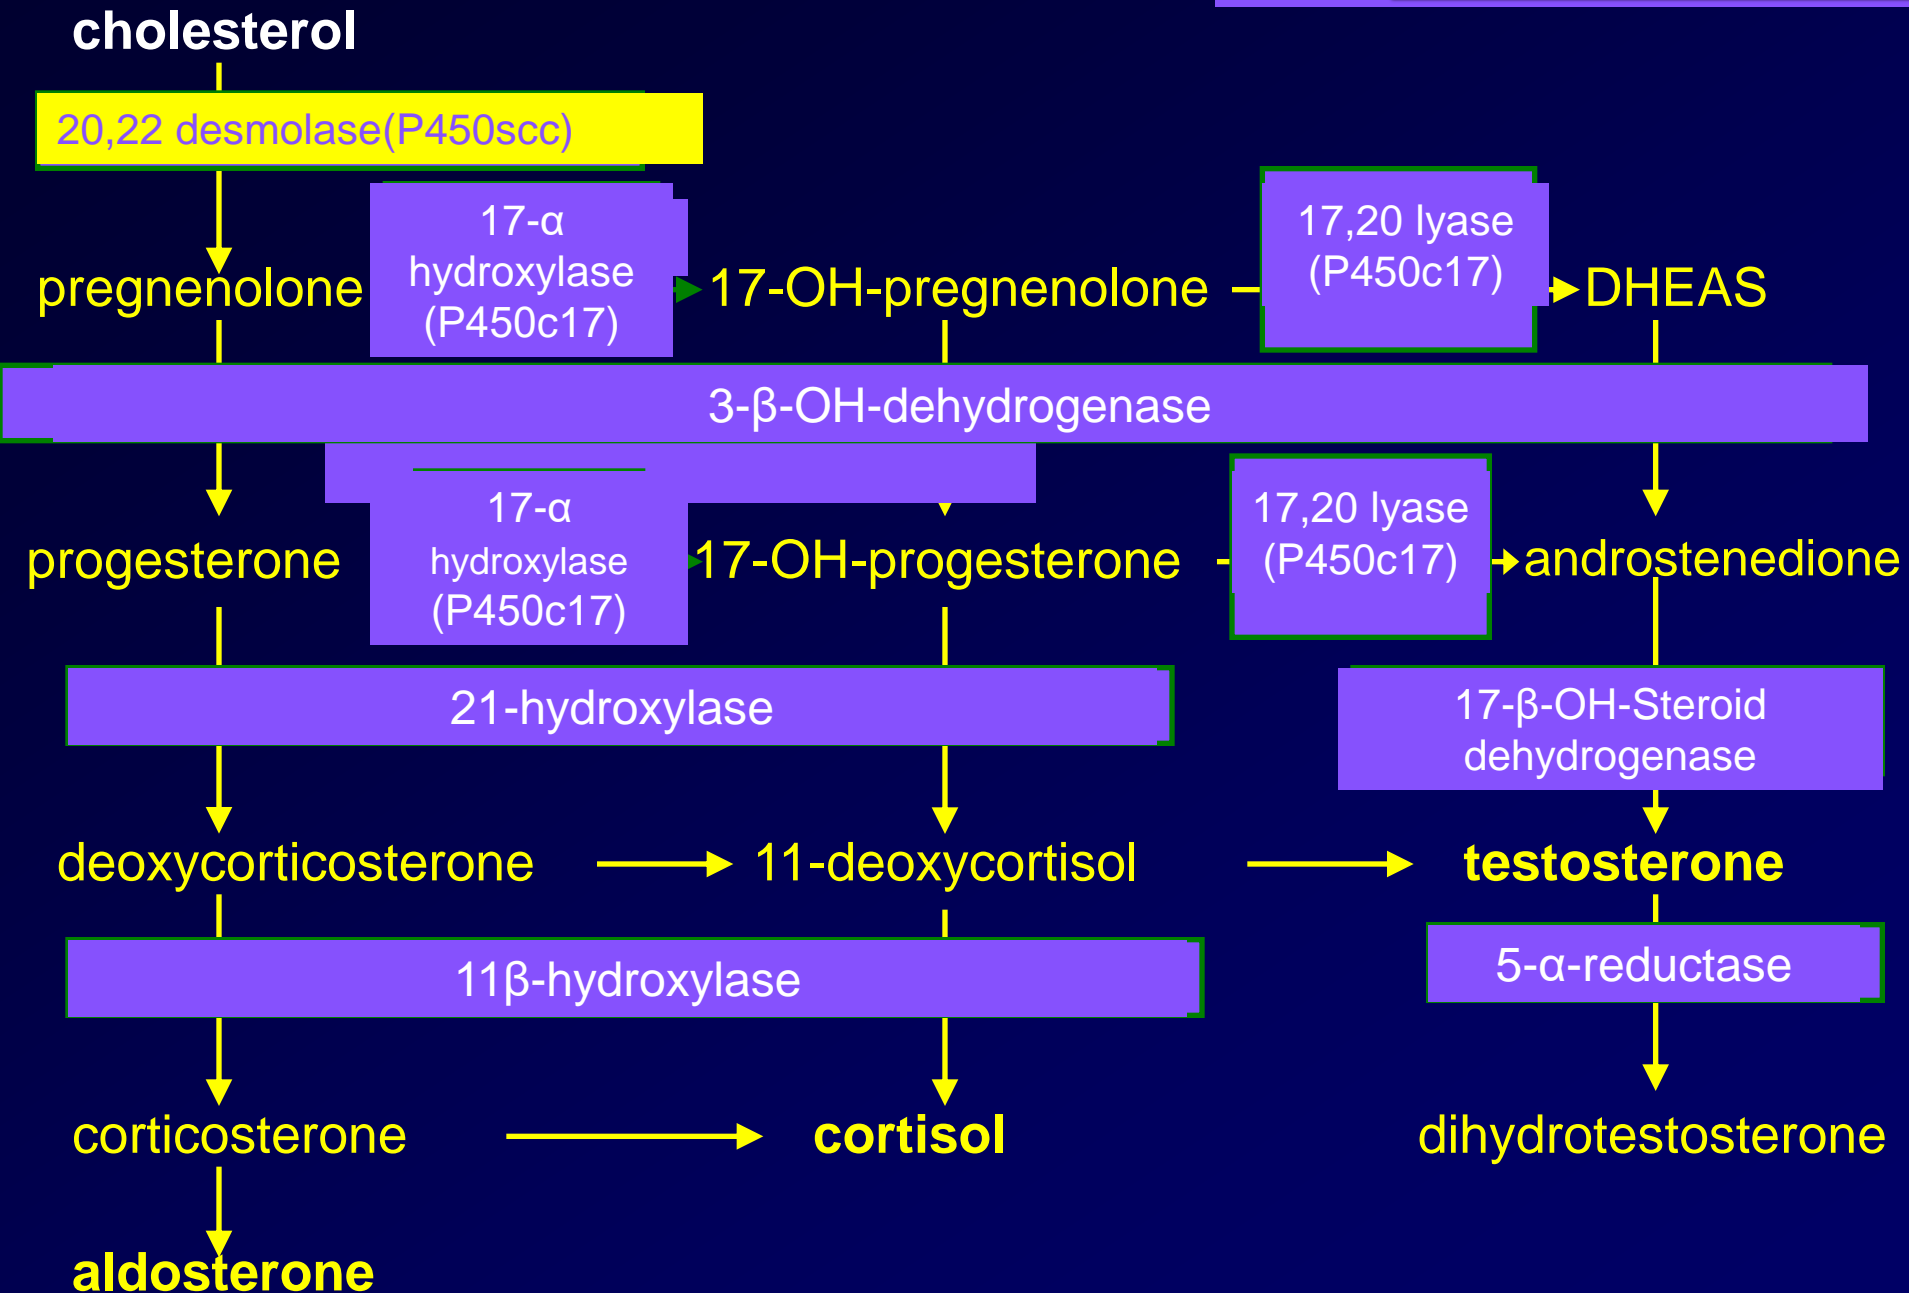 cholesterol
20,22 desmolase(P450scc)
17-α
hydroxylase
(P450c17)
17,20 lyase
(P450c17)
pregnenolone
17-OH-pregnenolone
DHEAS
3-β-OH-dehydrogenase
17-α
hydroxylase
(P450c17)
17,20 lyase
(P450c17)
progesterone
17-OH-progesterone
androstenedione
21-hydroxylase
17-β-OH-Steroid
dehydrogenase
deoxycorticosterone
11-deoxycortisol
testosterone
11β-hydroxylase
5-α-reductase
corticosterone
cortisol
dihydrotestosterone
aldosterone